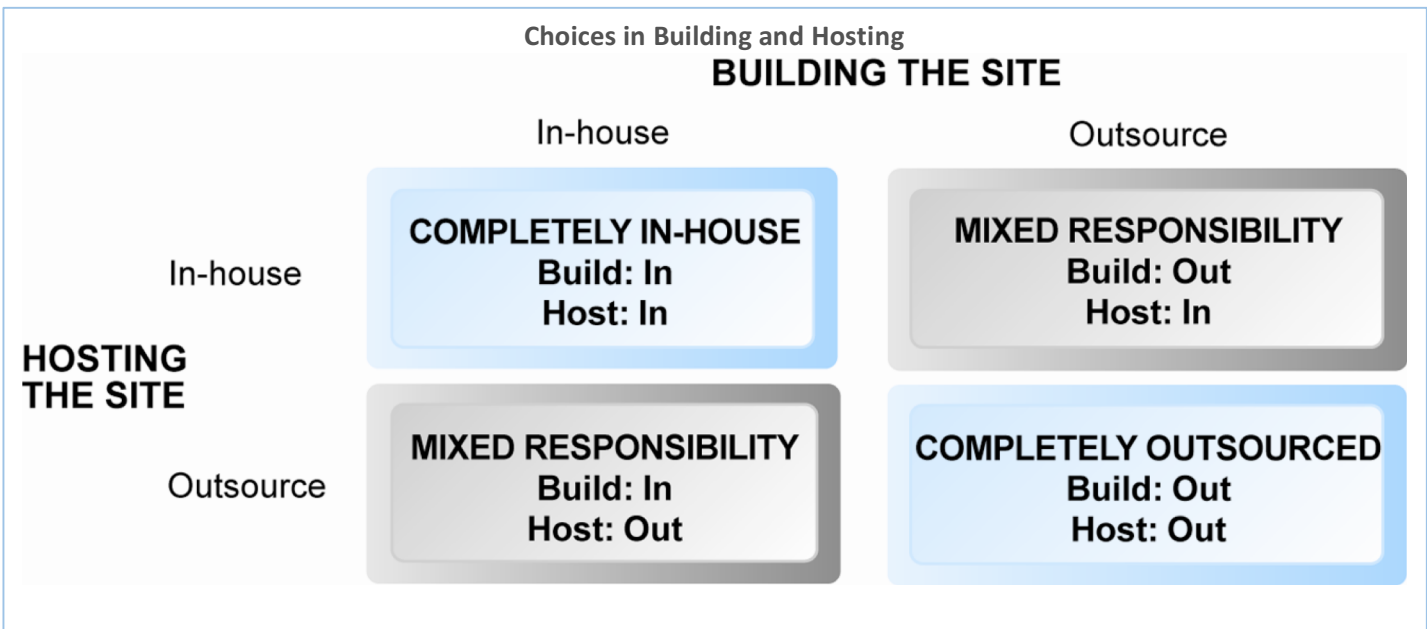 Choices in Building and Hosting
BUILDING THE SITE
In-house
Outsource
In-house
COMPLETELY IN-HOUSE
Build: In
Host: In
MIXED RESPONSIBILITY
Build: Out
Host: In
HOSTING
THE SITE
Outsource
MIXED RESPONSIBILITY
Build: In
Host: Out
COMPLETELY OUTSOURCED
Build: Out
Host: Out